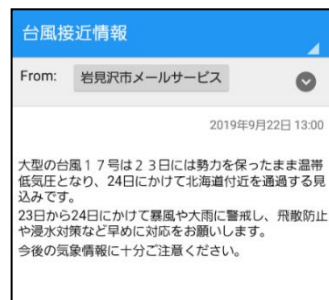 台風接近情報
From: 岩見沢市メールサービス
2019年9月22日 13:00
大型の台風１７号は２３日には勢力を保ったまま温帯
低気圧となり、24日にかけて北海道付近を通過する見
込みです。
23日から24日にかけて暴風や大雨に警戒し、飛散防止
や浸水対策など早めに対応をお願いします。
今後の気象情報に十分ご注意ください。